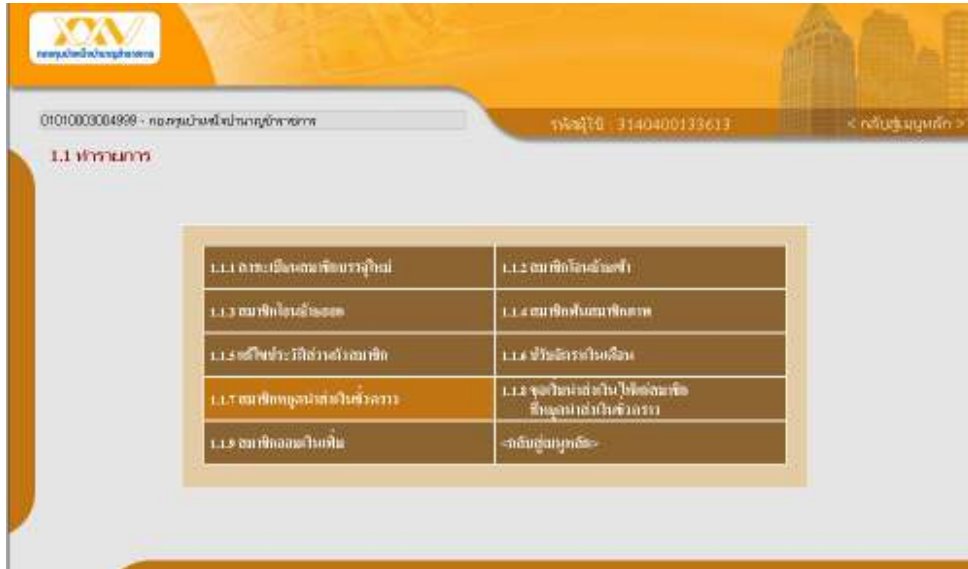 กองทุนบำเหน็จบำนาญข้าราชการ
01010003004999 - กองทุนบำเหน็จบำนาญข้าราชการ
รหัสผู้ใช้ : 3140400133613
< กลับสู่เมนูหลัก >
1.1 ทำรายการ
1.1.1 ลงทะเบียนสมาชิกบรรจุใหม่
1.1.2 สมาชิกโอนย้ายเข้า
1.1.3 สมาชิกโอนย้ายออก
1.1.4 สมาชิกพ้นสมาชิกภาพ
1.1.5 แก้ไขประวัติส่วนตัวสมาชิก
1.1.6 ปรับอัตราเงินเดือน
1.1.7 สมาชิกหยุดนำส่งเงินชั่วคราว
1.1.8 ขอเริ่มนำส่งเงินให้แก่สมาชิก
ที่หยุดนำส่งเงินชั่วคราว
1.1.9 สมาชิกออมเงินเพิ่ม
<กลับสู่เมนูหลัก>